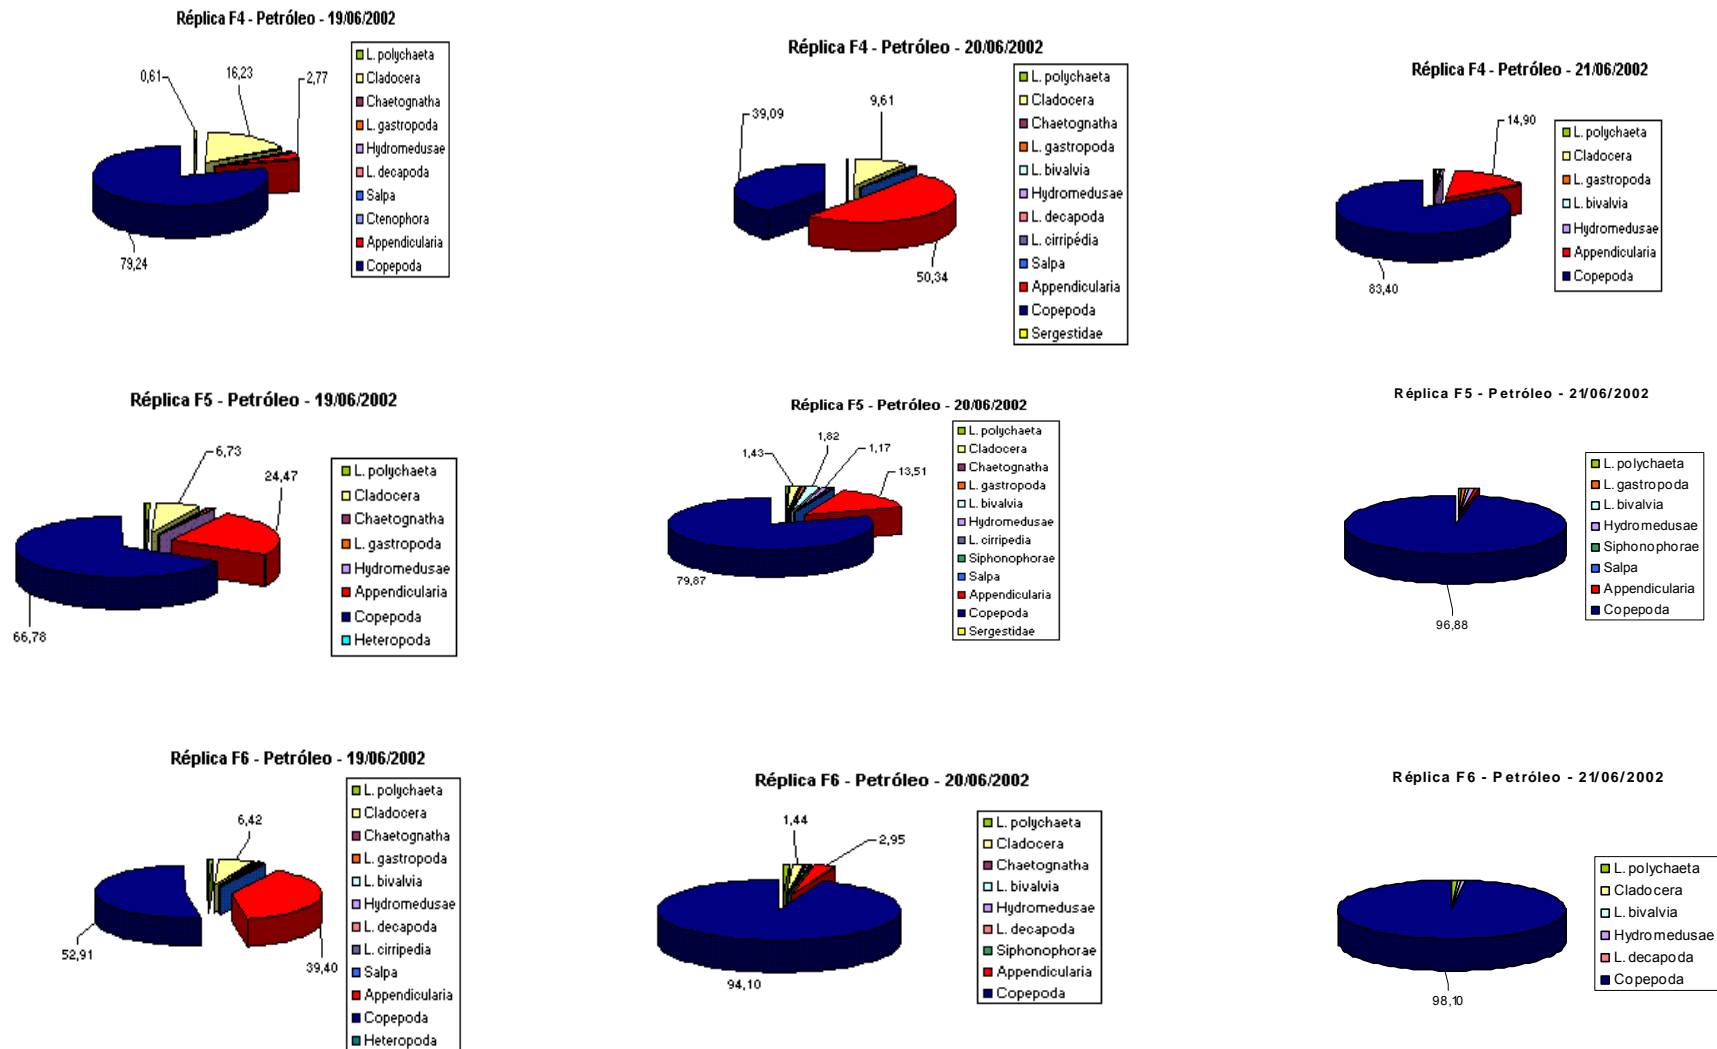 Réplica F4 - Petróleo - 19/06/2002
0,61
16,23
2,77
79,24
L. polychaeta
Cladocera
Chaetognatha
L. gastropoda
Hydromedusae
L. decapoda
Salpa
Ctenophora
Appendicularia
Copepoda
Réplica F4 - Petróleo - 20/06/2002
39,09
9,61
50,34
L. polychaeta
Cladocera
Chaetognatha
L. gastropoda
L. bivalvia
Hydromedusae
L. decapoda
L. cirripédia
Salpa
Appendicularia
Copepoda
Sergestidae
Réplica F4 - Petróleo - 21/06/2002
14,90
83,40
L. polychaeta
Cladocera
L. gastropoda
L. bivalvia
Hydromedusae
Appendicularia
Copepoda
Réplica F5 - Petróleo - 19/06/2002
6,73
24,47
66,78
L. polychaeta
Cladocera
Chaetognatha
L. gastropoda
Hydromedusae
Appendicularia
Copepoda
Heteropoda
Réplica F5 - Petróleo - 20/06/2002
1,43
1,82
1,17
13,51
79,87
L. polychaeta
Cladocera
Chaetognatha
L. gastropoda
L. bivalvia
Hydromedusae
L. cirripedia
Siphonophorae
Salpa
Appendicularia
Copepoda
Sergestidae
Réplica F5 - Petróleo - 21/06/2002
96,88
L. polychaeta
L. gastropoda
L. bivalvia
Hydromedusae
Siphonophorae
Salpa
Appendicularia
Copepoda
Réplica F6 - Petróleo - 19/06/2002
6,42
52,91
39,40
L. polychaeta
Cladocera
Chaetognatha
L. gastropoda
L. bivalvia
Hydromedusae
L. decapoda
L. cirripedia
Salpa
Appendicularia
Copepoda
Heteropoda
Réplica F6 - Petróleo - 20/06/2002
1,44
2,95
94,10
L. polychaeta
Cladocera
Chaetognatha
L. bivalvia
Hydromedusae
L. decapoda
Siphonophorae
Appendicularia
Copepoda
Réplica F6 - Petróleo - 21/06/2002
98,10
L. polychaeta
Cladocera
L. bivalvia
Hydromedusae
L. decapoda
Copepoda